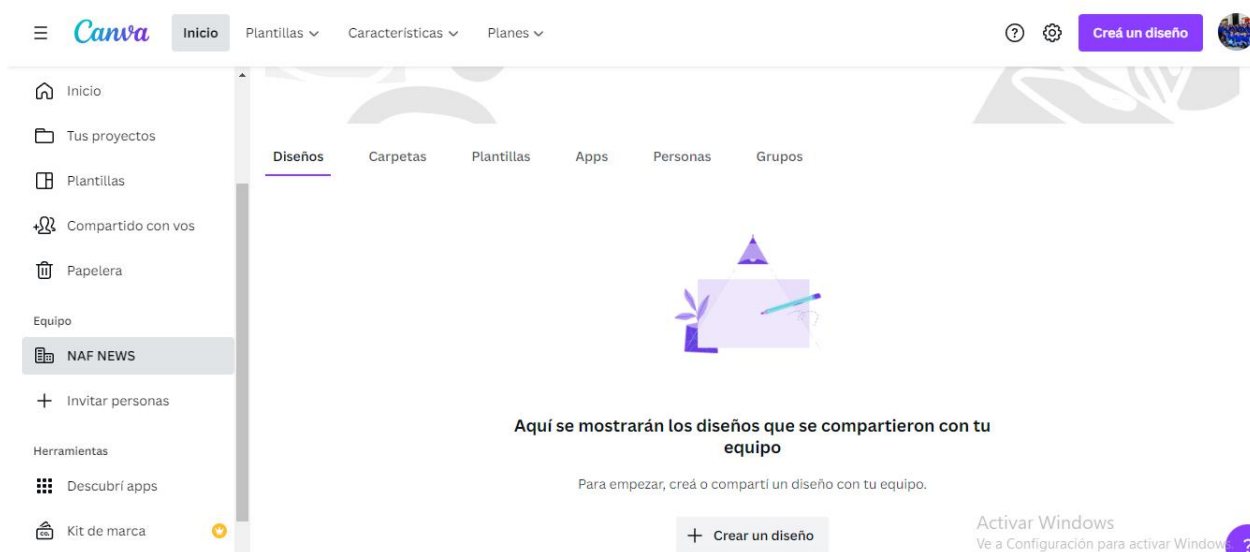 Canva
Inicio
Plantillas
Características
Planes
Creá un diseño
Inicio
Tus proyectos
Plantillas
Compartido con vos
Papelera
Equipo
NAF NEWS
Invitar personas
Herramientas
Descubrí apps
Kit de marca
Diseños
Carpetas
Plantillas
Apps
Personas
Grupos
Aquí se mostrarán los diseños que se compartieron con tu
equipo
Para empezar, creá o compartí un diseño con tu equipo.
+ Crear un diseño
Activar Windows
Ve a Configuración para activar Windows.